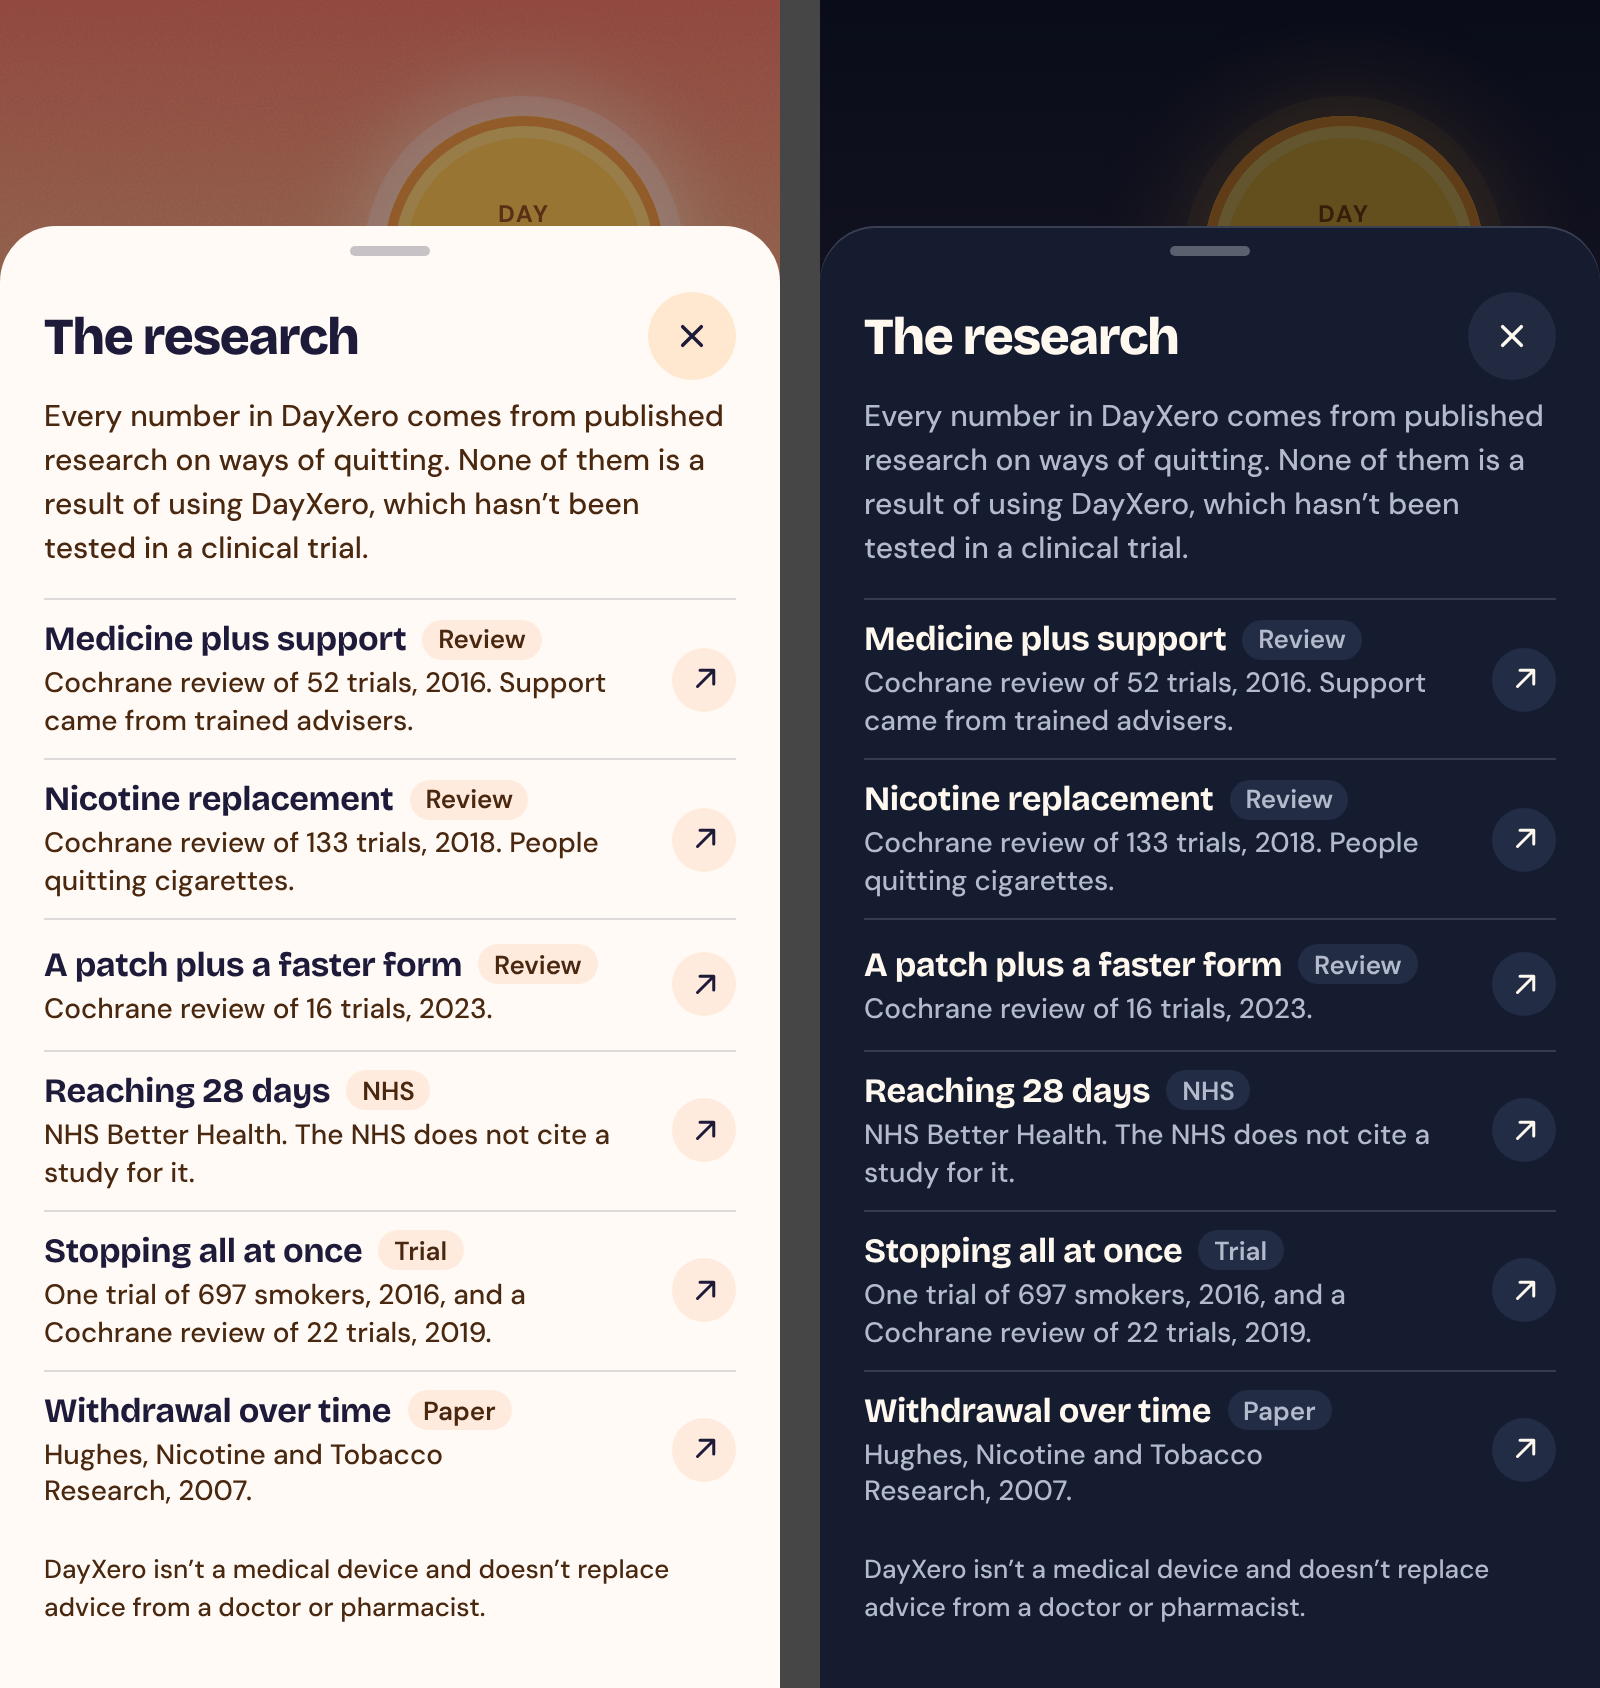 DAY
The research
Every number in DayXero comes from published
research on ways of quitting. None of them is a
result of using DayXero, which hasn’t been
tested in a clinical trial.
Medicine plus support Review
Cochrane review of 52 trials, 2016. Support
came from trained advisers.
Nicotine replacement Review
Cochrane review of 133 trials, 2018. People
quitting cigarettes.
A patch plus a faster form Review
Cochrane review of 16 trials, 2023.
Reaching 28 days NHS
NHS Better Health. The NHS does not cite a
study for it.
Stopping all at once Trial
One trial of 697 smokers, 2016, and a
Cochrane review of 22 trials, 2019.
Withdrawal over time Paper
Hughes, Nicotine and Tobacco
Research, 2007.
DayXero isn’t a medical device and doesn’t replace
advice from a doctor or pharmacist.
DAY
The research
Every number in DayXero comes from published
research on ways of quitting. None of them is a
result of using DayXero, which hasn’t been
tested in a clinical trial.
Medicine plus support Review
Cochrane review of 52 trials, 2016. Support
came from trained advisers.
Nicotine replacement Review
Cochrane review of 133 trials, 2018. People
quitting cigarettes.
A patch plus a faster form Review
Cochrane review of 16 trials, 2023.
Reaching 28 days NHS
NHS Better Health. The NHS does not cite a
study for it.
Stopping all at once Trial
One trial of 697 smokers, 2016, and a
Cochrane review of 22 trials, 2019.
Withdrawal over time Paper
Hughes, Nicotine and Tobacco
Research, 2007.
DayXero isn’t a medical device and doesn’t replace
advice from a doctor or pharmacist.